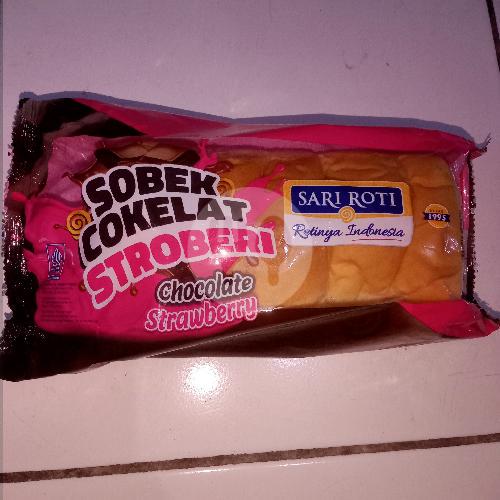 SOBEK
COKELAT
STROBERI
Chocolate
Strawberry
SARI ROTI
Rotinya Indonesia
1995